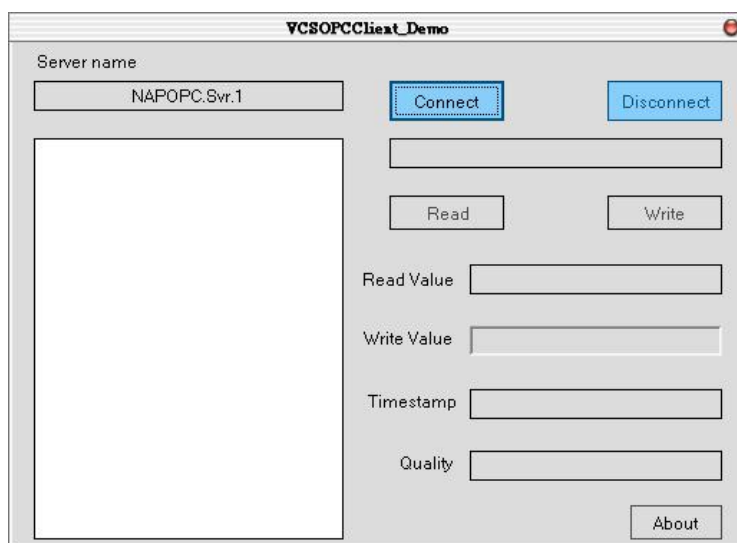 VCSOPCClient_Demo
Server name
NAPOPC.Svr.1
Connect
Disconnect
Read
Write
Read Value
Write Value
Timestamp
Quality
About